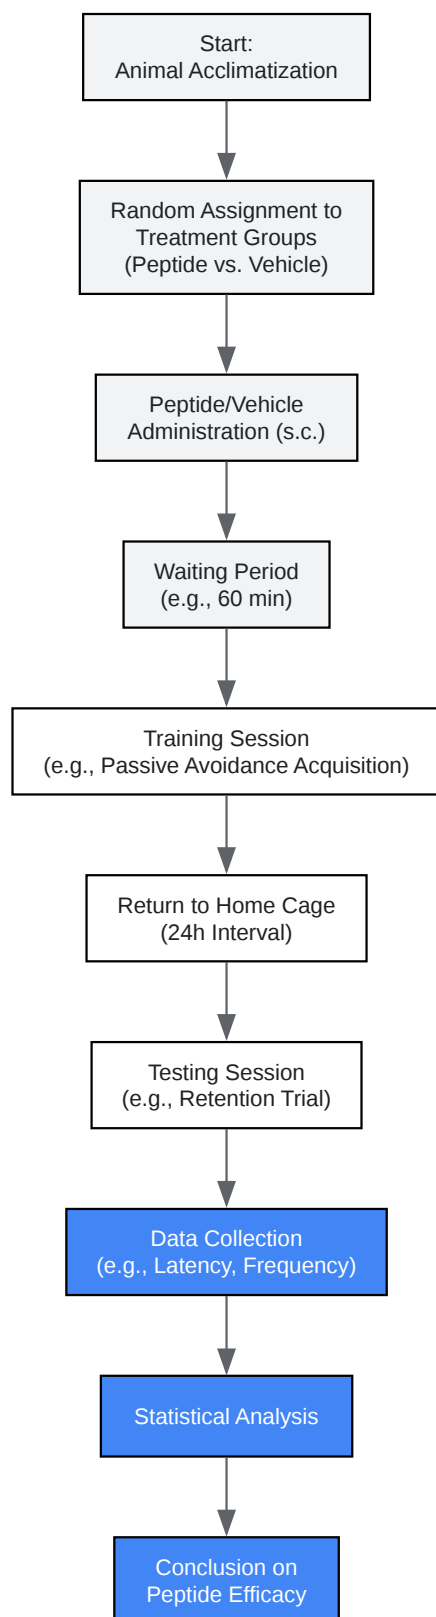 Start:
Animal Acclimatization
Random Assignment to
Treatment Groups
(Peptide vs. Vehicle)
Peptide/Vehicle
Administration (s.c.)
Waiting Period
(e.g., 60 min)
Training Session
(e.g., Passive Avoidance Acquisition)
Return to Home Cage
(24h Interval)
Testing Session
(e.g., Retention Trial)
Data Collection
(e.g., Latency, Frequency)
Statistical Analysis
Conclusion on
Peptide Efficacy